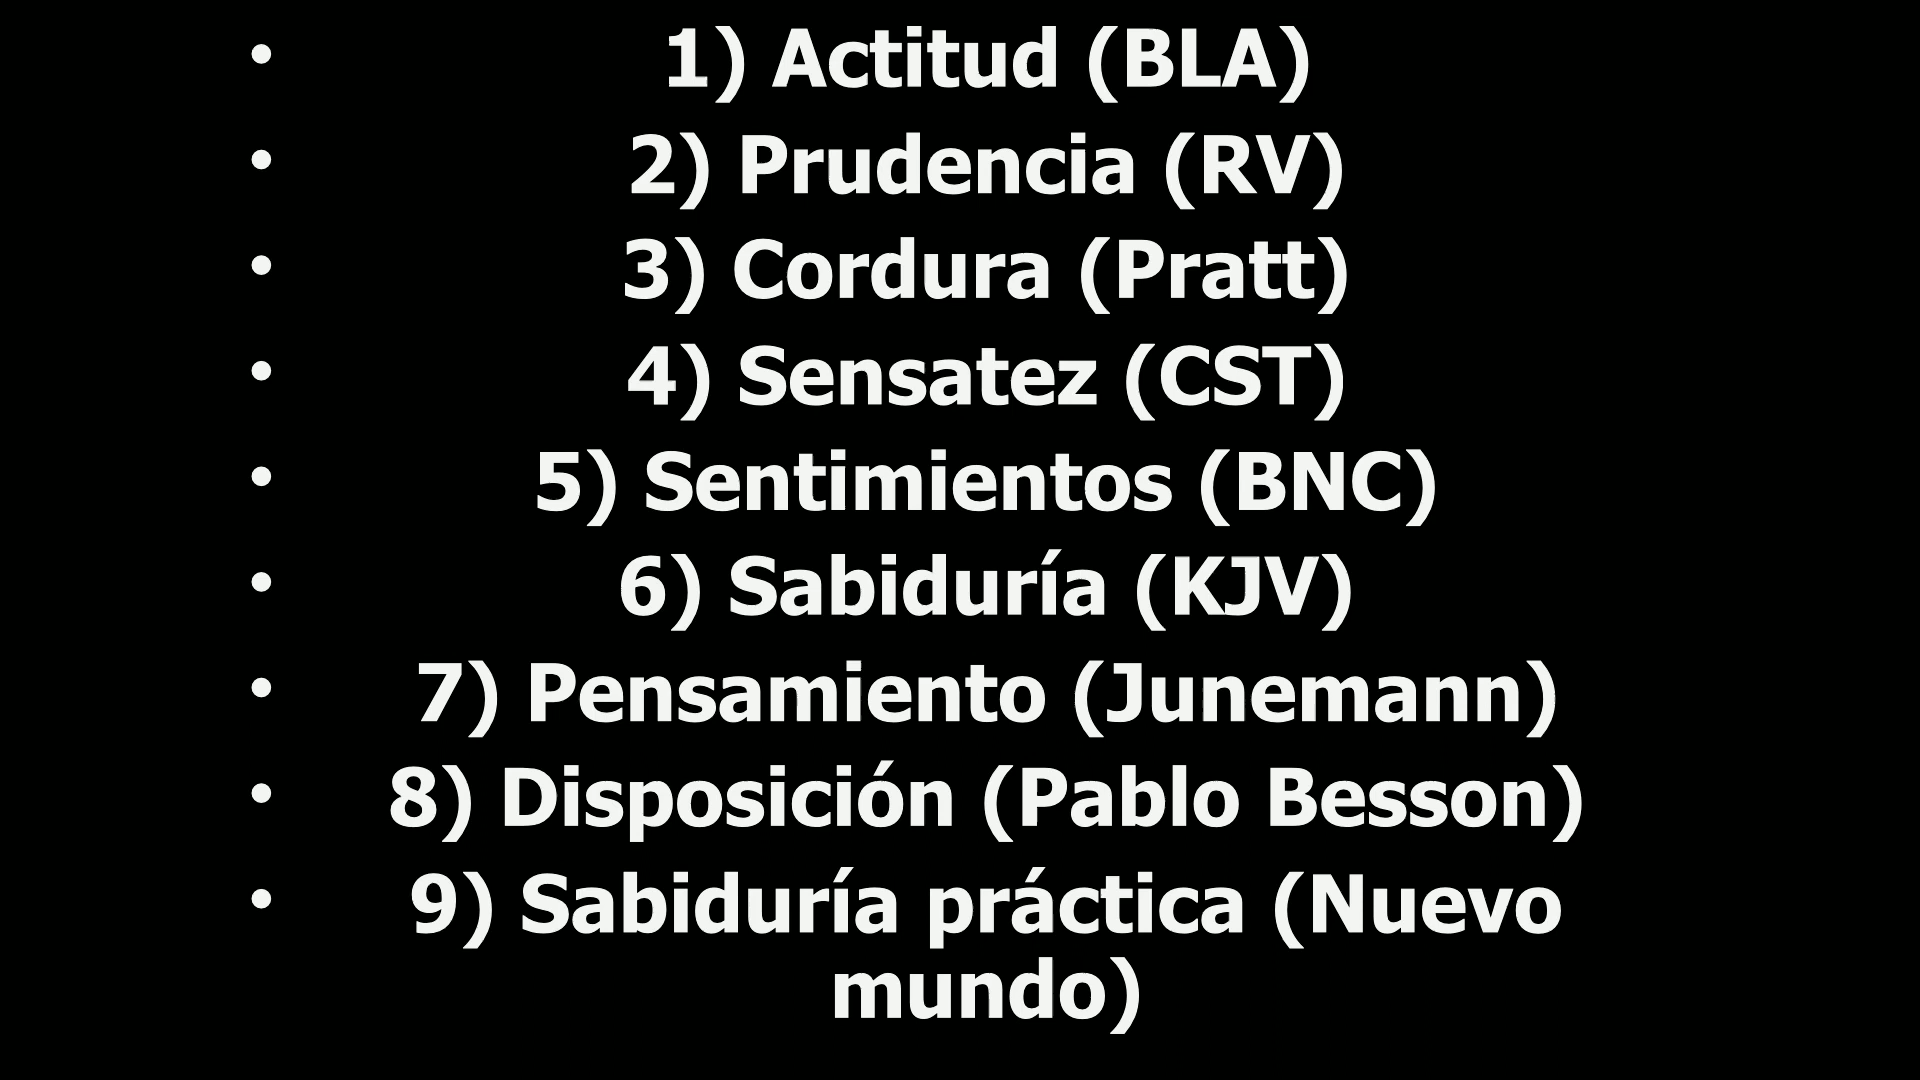 • 1) Actitud (BLA)
• 2) Prudencia (RV)
• 3) Cordura (Pratt)
• 4) Sensatez (CST)
• 5) Sentimientos (BNC)
• 6) Sabiduría (KJV)
• 7) Pensamiento (Junemann)
• 8) Disposición (Pablo Besson)
• 9) Sabiduría práctica (Nuevo
mundo)